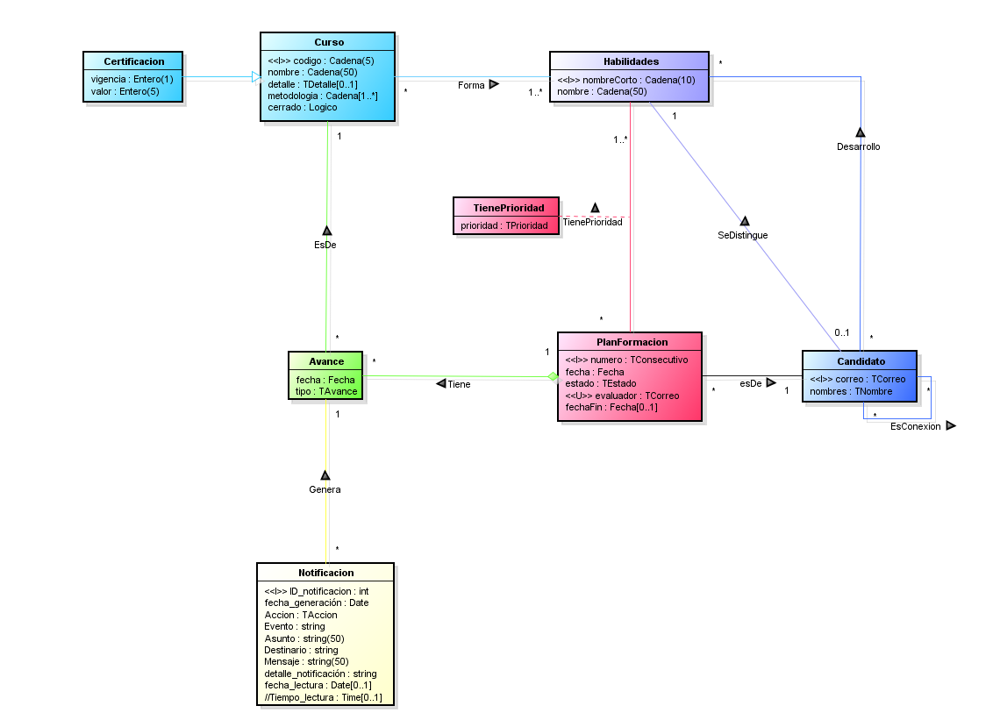 Certificacion
vigencia : Entero(1)
valor : Entero(5)
Curso
<<I>> codigo : Cadena(5)
nombre : Cadena(50)
detalle : TDetalle[0..1]
metodologia : Cadena[1..*]
cerrado : Logico
*
Forma
1..*
Habilidades
<<I>> nombreCorto : Cadena(10)
nombre : Cadena(50)
*
1
1
1..*
Desarrollo
TienePrioridad
prioridad : TPrioridad
TienePrioridad
SeDistingue
EsDe
*
0..1
*
*
Avance
fecha : Fecha
tipo : TAvance
*
Tiene
1
PlanFormacion
<<I>> numero : TConsecutivo
fecha : Fecha
estado : TEstado
<<U>> evaluador : TCorreo
fechaFin : Fecha[0..1]
esDe
*
1
Candidato
<<I>> correo : TCorreo
nombres : TNombre
*
*
EsConexion
1
Genera
*
Notificacion
<<I>> ID_notificacion : int
fecha_generación : Date
Accion : TAccion
Evento : string
Asunto : string(50)
Destinario : string
Mensaje : string(50)
detalle_notificación : string
fecha_lectura : Date[0..1]
//Tiempo_lectura : Time[0..1]